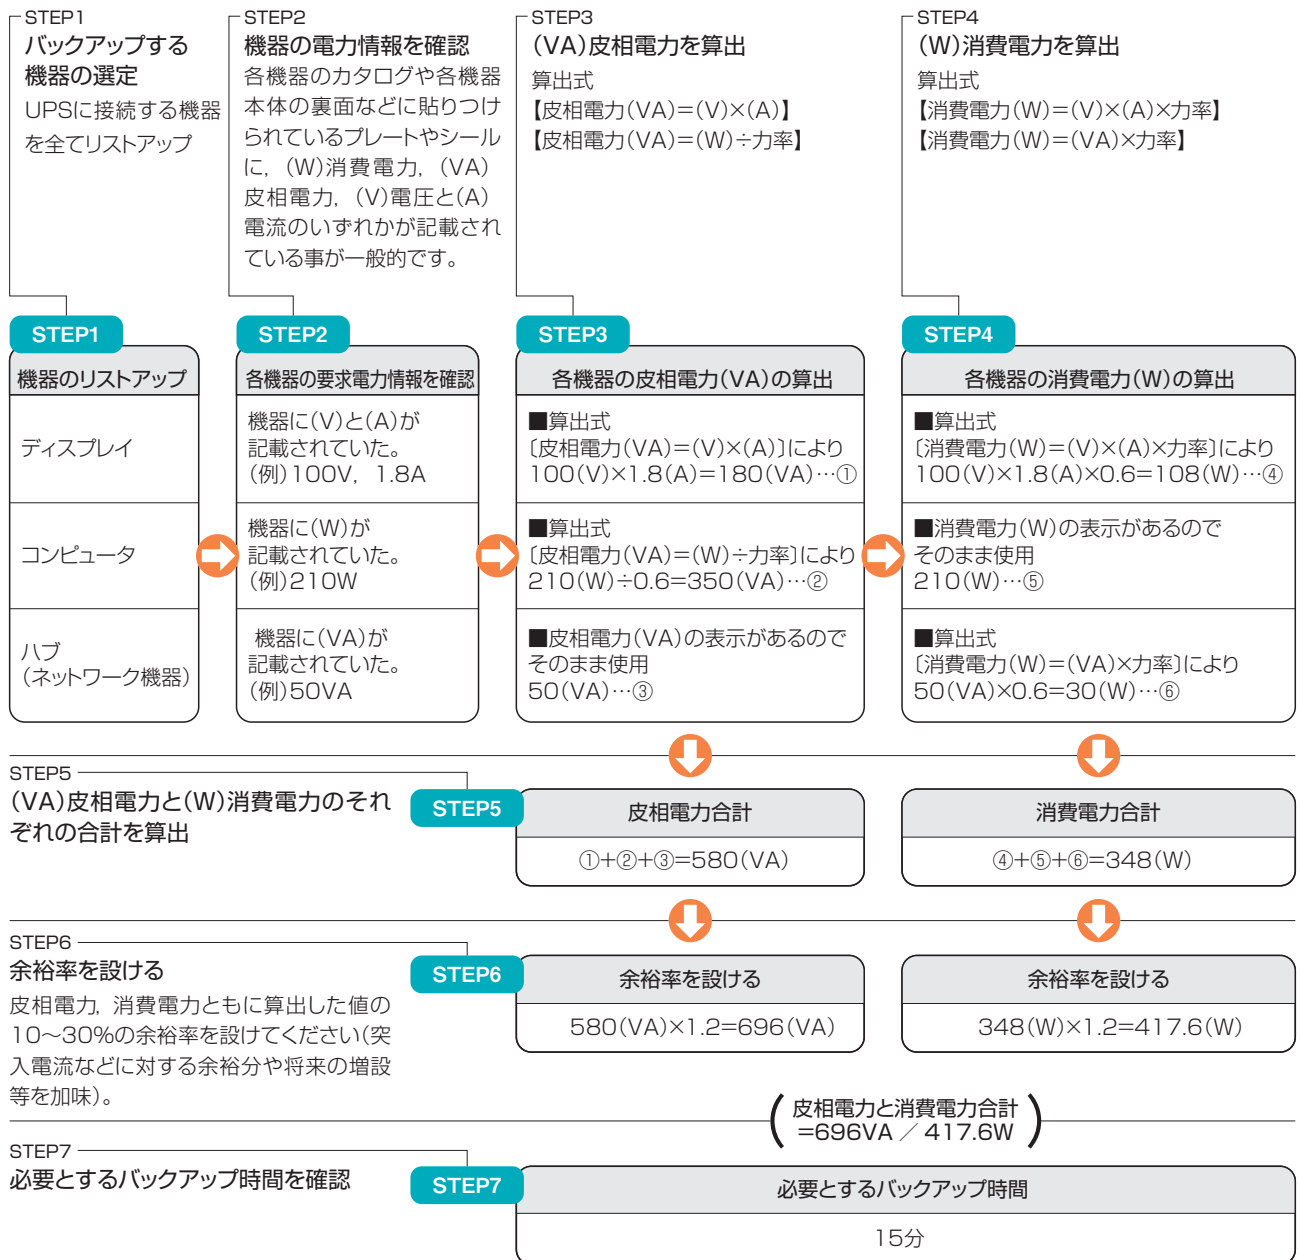 STEP1
バックアップする
機器の選定
UPSに接続する機器
を全てリストアップ
STEP2
機器の電力情報を確認
各機器のカタログや各機器
本体の裏面などに貼りつけ
られているプレートやシール
に，(W)消費電力，(VA)
皮相電力，(V)電圧と(A)
電流のいずれかが記載され
ている事が一般的です。
STEP3
(VA)皮相電力を算出
算出式
【皮相電力(VA)=(V)×(A)】
【皮相電力(VA)=(W)÷力率】
STEP4
(W)消費電力を算出
算出式
【消費電力(W)=(V)×(A)×力率】
【消費電力(W)=(VA)×力率】
STEP1
機器のリストアップ
ディスプレイ
コンピュータ
ハブ
(ネットワーク機器)
STEP2
各機器の要求電力情報を確認
機器に(V)と(A)が
記載されていた。
(例)100V，1.8A
機器に(W)が
記載されていた。
(例)210W
機器に(VA)が
記載されていた。
(例)50VA
STEP3
各機器の皮相電力(VA)の算出
■算出式
〔皮相電力(VA)=(V)×(A)〕により
100(V)×1.8(A)=180(VA)…①
■算出式
〔皮相電力(VA)=(W)÷力率〕により
210(W)÷0.6=350(VA)…②
■皮相電力(VA)の表示があるので
そのまま使用
50(VA)…③
STEP4
各機器の消費電力(W)の算出
■算出式
〔消費電力(W)=(V)×(A)×力率〕により
100(V)×1.8(A)×0.6=108(W)…④
■消費電力(W)の表示があるので
そのまま使用
210(W)…⑤
■算出式
〔消費電力(W)=(VA)×力率〕により
50(VA)×0.6=30(W)…⑥
STEP5
(VA)皮相電力と(W)消費電力のそれ
ぞれの合計を算出
STEP5
皮相電力合計
①+②+③=580(VA)
消費電力合計
④+⑤+⑥=348(W)
STEP6
余裕率を設ける
皮相電力，消費電力ともに算出した値の
10〜30%の余裕率を設けてください(突
入電流などに対する余裕分や将来の増設
等を加味)。
STEP6
余裕率を設ける
580(VA)×1.2=696(VA)
余裕率を設ける
348(W)×1.2=417.6(W)
(皮相電力と消費電力合計
=696VA ／ 417.6W)
STEP7
必要とするバックアップ時間を確認
STEP7
必要とするバックアップ時間
15分